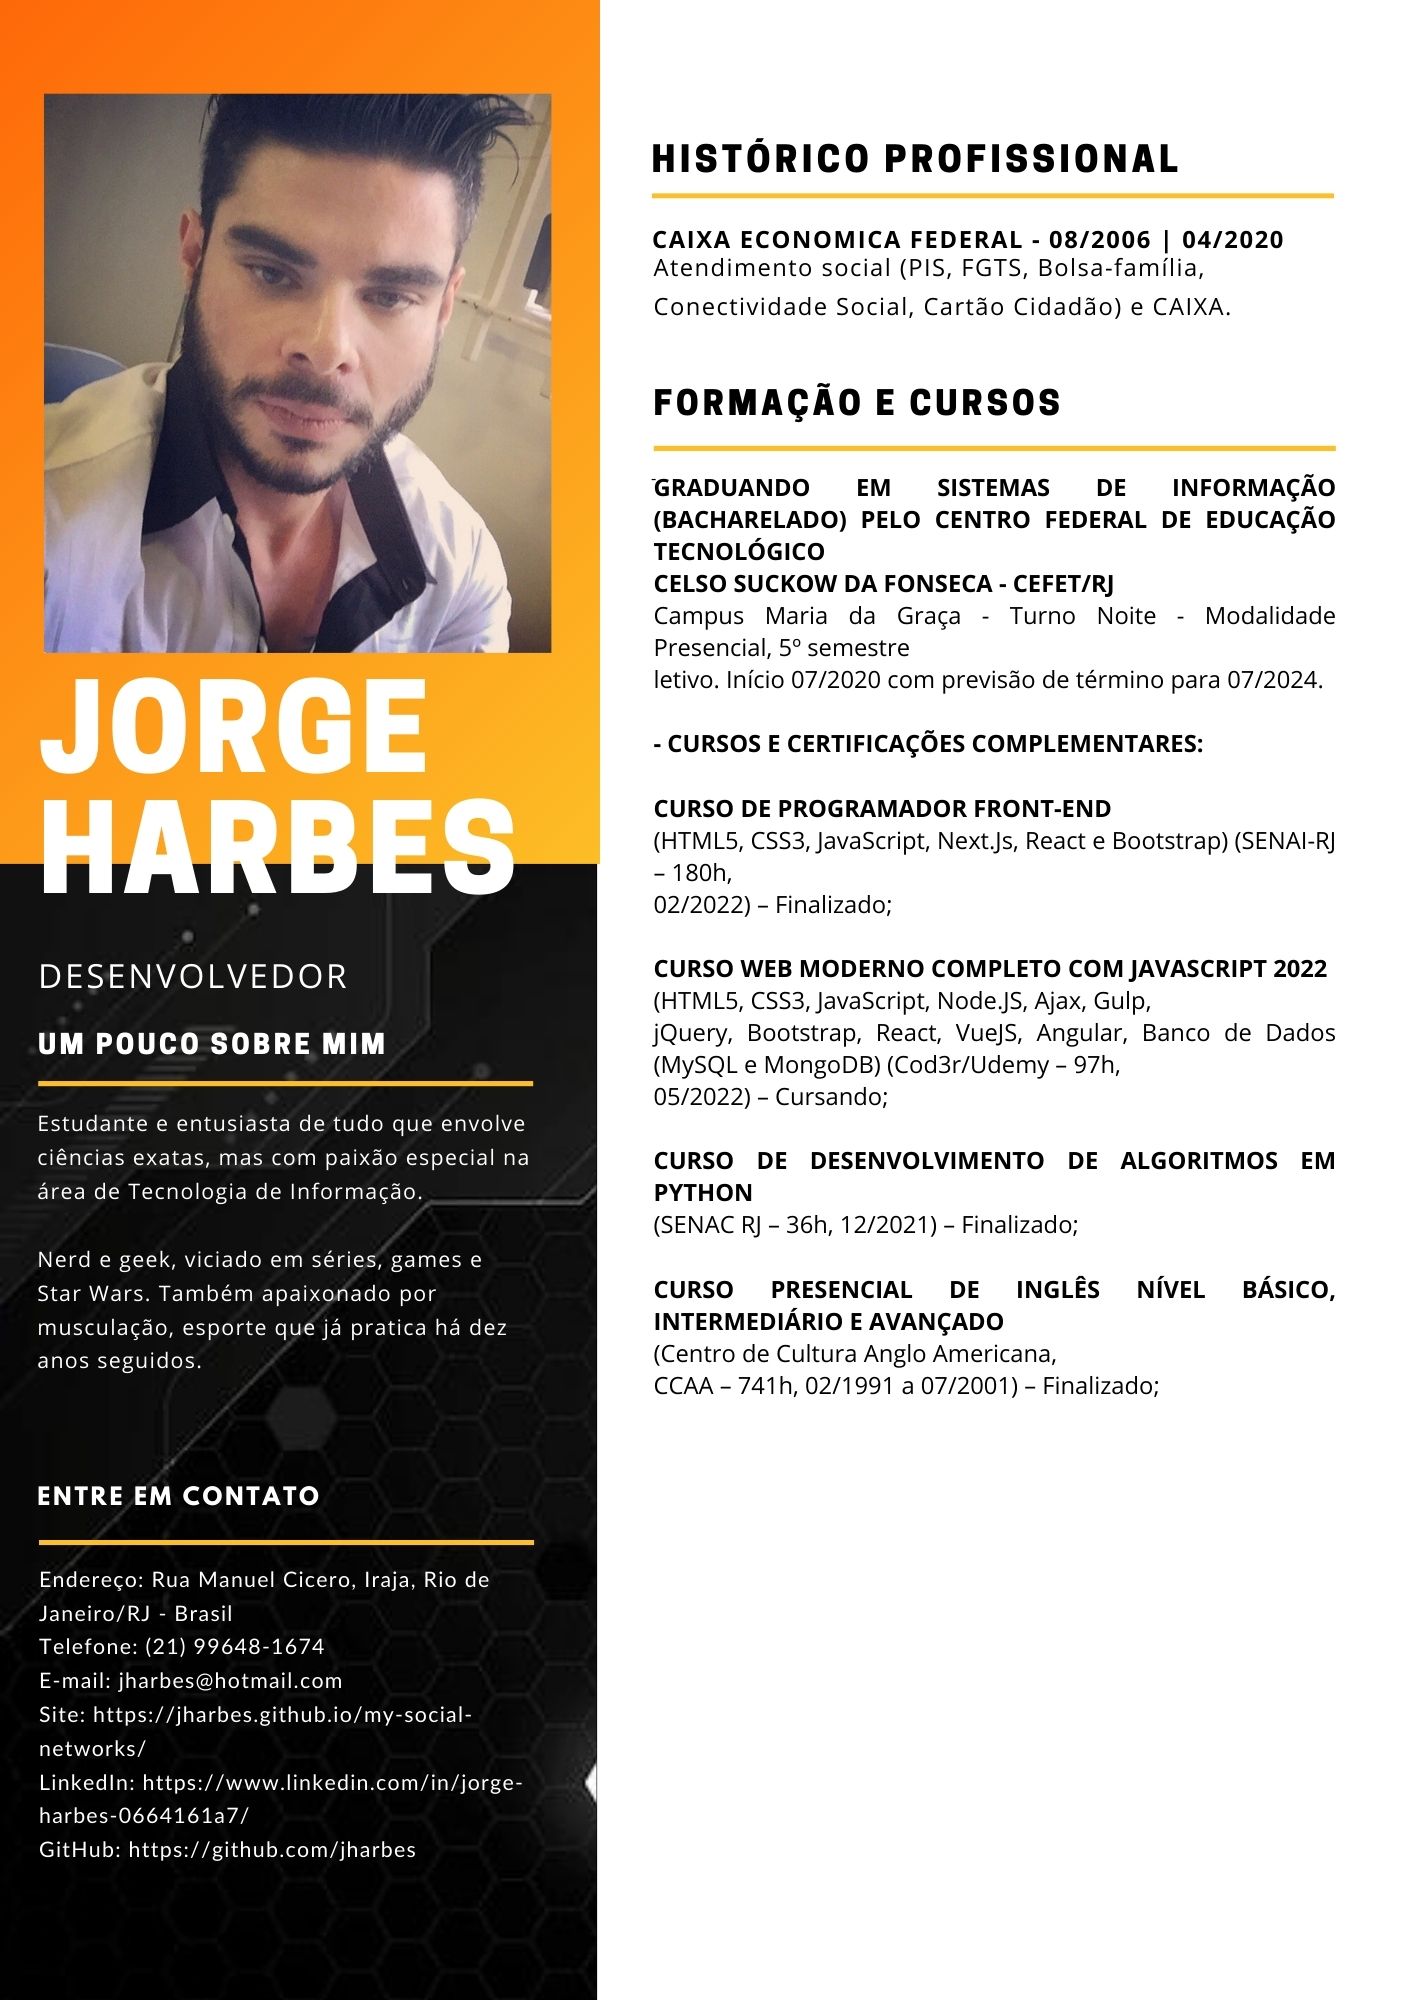 JORGE
HARBES
DESENVOLVEDOR
UM POUCO SOBRE MIM
Estudante e entusiasta de tudo que envolve
ciências exatas, mas com paixão especial na
área de Tecnologia de Informação.
Nerd e geek, viciado em séries, games e
Star Wars. Também apaixonado por
musculação, esporte que já pratica há dez
anos seguidos.
ENTRE EM CONTATO
Endereço: Rua Manuel Cicero, Iraja, Rio de
Janeiro/RJ - Brasil
Telefone: (21) 99648-1674
E-mail: jharbes@hotmail.com
Site: https://jharbes.github.io/my-social-
networks/
LinkedIn: https://www.linkedin.com/in/jorge-
harbes-0664161a7/
GitHub: https://github.com/jharbes
HISTÓRICO PROFISSIONAL
CAIXA ECONOMICA FEDERAL - 08/2006 | 04/2020
Atendimento social (PIS, FGTS, Bolsa-família,
Conectividade Social, Cartão Cidadão) e CAIXA.
FORMAÇÃO E CURSOS
GRADUANDO EM SISTEMAS DE INFORMAÇÃO
(BACHARELADO) PELO CENTRO FEDERAL DE EDUCAÇÃO
TECNOLÓGICO
CELSO SUCKOW DA FONSECA - CEFET/RJ
Campus Maria da Graça - Turno Noite - Modalidade
Presencial, 5º semestre
letivo. Início 07/2020 com previsão de término para 07/2024.
- CURSOS E CERTIFICAÇÕES COMPLEMENTARES:
CURSO DE PROGRAMADOR FRONT-END
(HTML5, CSS3, JavaScript, Next.Js, React e Bootstrap) (SENAI-RJ
– 180h,
02/2022) – Finalizado;
CURSO WEB MODERNO COMPLETO COM JAVASCRIPT 2022
(HTML5, CSS3, JavaScript, Node.JS, Ajax, Gulp,
jQuery, Bootstrap, React, VueJS, Angular, Banco de Dados
(MySQL e MongoDB) (Cod3r/Udemy – 97h,
05/2022) – Cursando;
CURSO DE DESENVOLVIMENTO DE ALGORITMOS EM
PYTHON
(SENAC RJ – 36h, 12/2021) – Finalizado;
CURSO PRESENCIAL DE INGLÊS NÍVEL BÁSICO,
INTERMEDIÁRIO E AVANÇADO
(Centro de Cultura Anglo Americana,
CCAA – 741h, 02/1991 a 07/2001) – Finalizado;